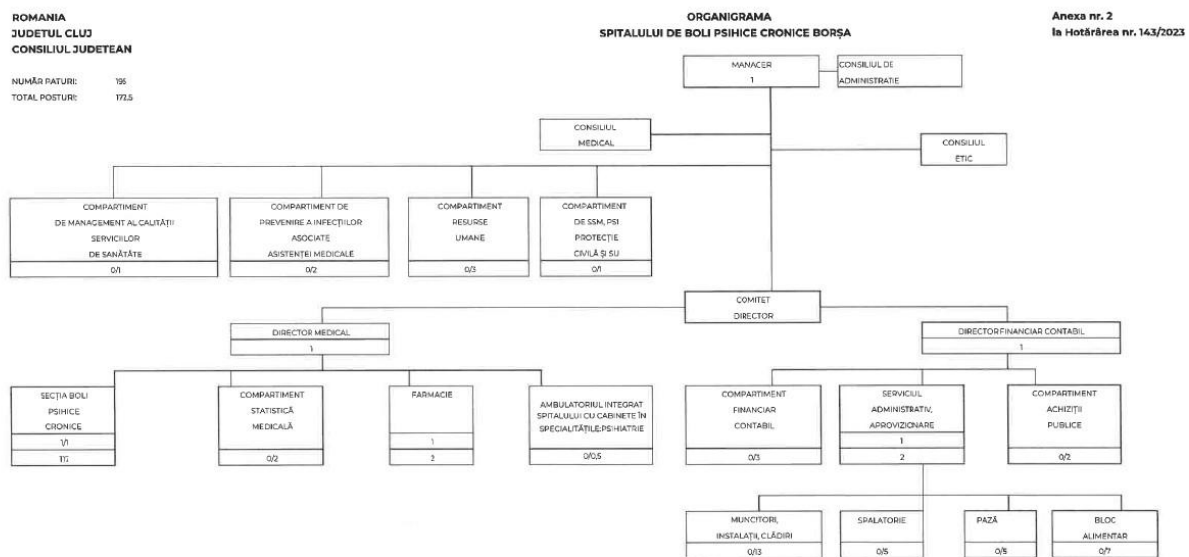 ROMANIA
JUDETUL CLUJ
CONSILIUL JUDETEAN
NUMĂR PATURI: 195
TOTAL POSTURI: 172,5
ORGANIGRAMA
SPITALULUI DE BOLI PSIHICE CRONICE BORȘA
Anexa nr. 2
la Hotărârea nr. 143/2023
MANAGER
1
CONSILIUL DE
ADMINISTRATIE
CONSILIUL
MEDICAL
CONSILIUL
ETIC
COMPARTIMENT
DE MANAGEMENT AL CALITĂȚII
SERVICIILOR
DE SANĂTATE
0/1
COMPARTIMENT DE
PREVENIRE A INFECȚIILOR
ASOCIATE
ASISTENȚEI MEDICALE
0/2
COMPARTIMENT
RESURSE
UMANE
0/3
COMPARTIMENT
DE SSM, PSI
PROTECȚIE
CIVILĂ ȘI SU
0/1
COMITET
DIRECTOR
DIRECTOR MEDICAL
1
DIRECTOR FINANCIAR CONTABIL
1
SECȚIA BOLI
PSIHICE
CRONICE
1/1
COMPARTIMENT
STATISTICĂ
MEDICALĂ
0/2
FARMACIE
1
2
AMBULATORIUL INTEGRAT
SPITALULUI CU CABINETE ÎN
SPECIALITĂȚILE:PSIHIATRIE
0/0,5
COMPARTIMENT
FINANCIAR
CONTABIL
0/3
SERVICIUL
ADMINISTRATIV,
APROVIZIONARE
1
2
COMPARTIMENT
ACHIZIȚII
PUBLICE
0/2
MUNCITORI,
INSTALAȚII, CLĂDIRI
0/13
SPALATORIE
0/5
PAZĂ
0/5
BLOC
ALIMENTAR
0/7